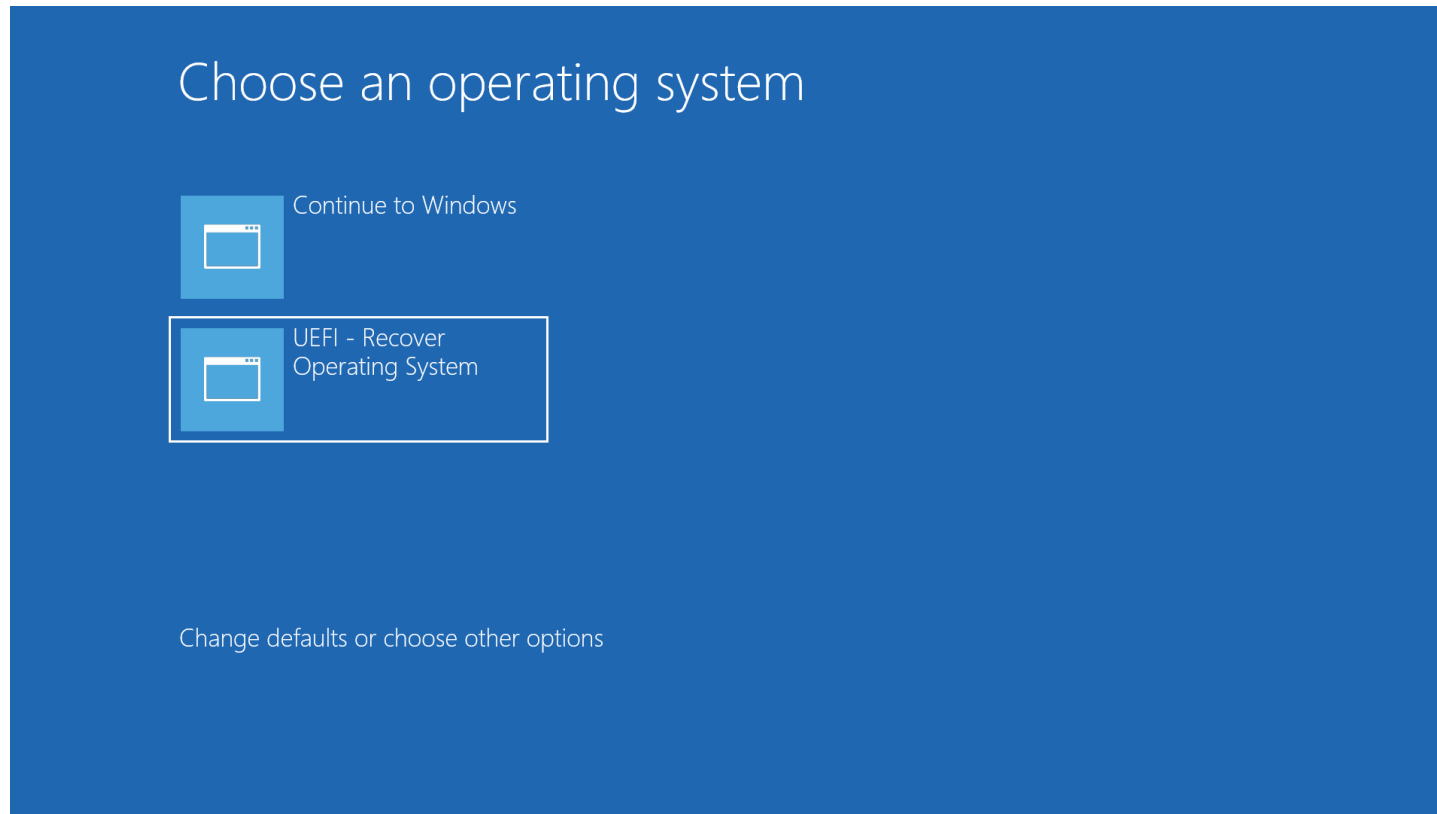 Choose an operating system
Continue to Windows
UEFI - Recover
Operating System
Change defaults or choose other options